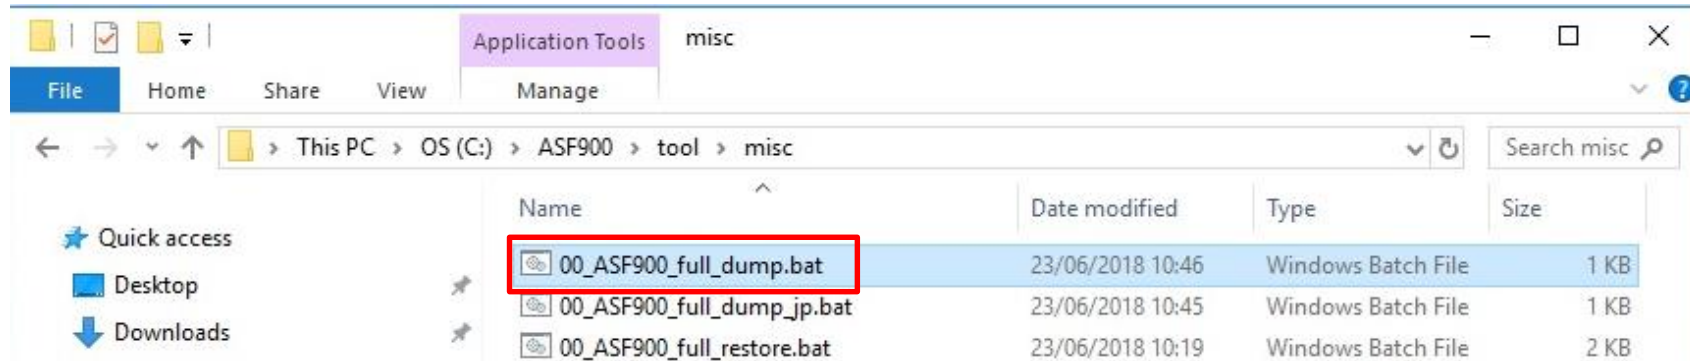 Application Tools misc
File Home Share View Manage
This PC > OS (C:) > ASF900 > tool > misc Search misc
Name Date modified Type Size
Quick access
00_ASF900_full_dump.bat 23/06/2018 10:46 Windows Batch File 1 KB
Desktop
00_ASF900_full_dump_jp.bat 23/06/2018 10:45 Windows Batch File 1 KB
Downloads
00_ASF900_full_restore.bat 23/06/2018 10:19 Windows Batch File 2 KB